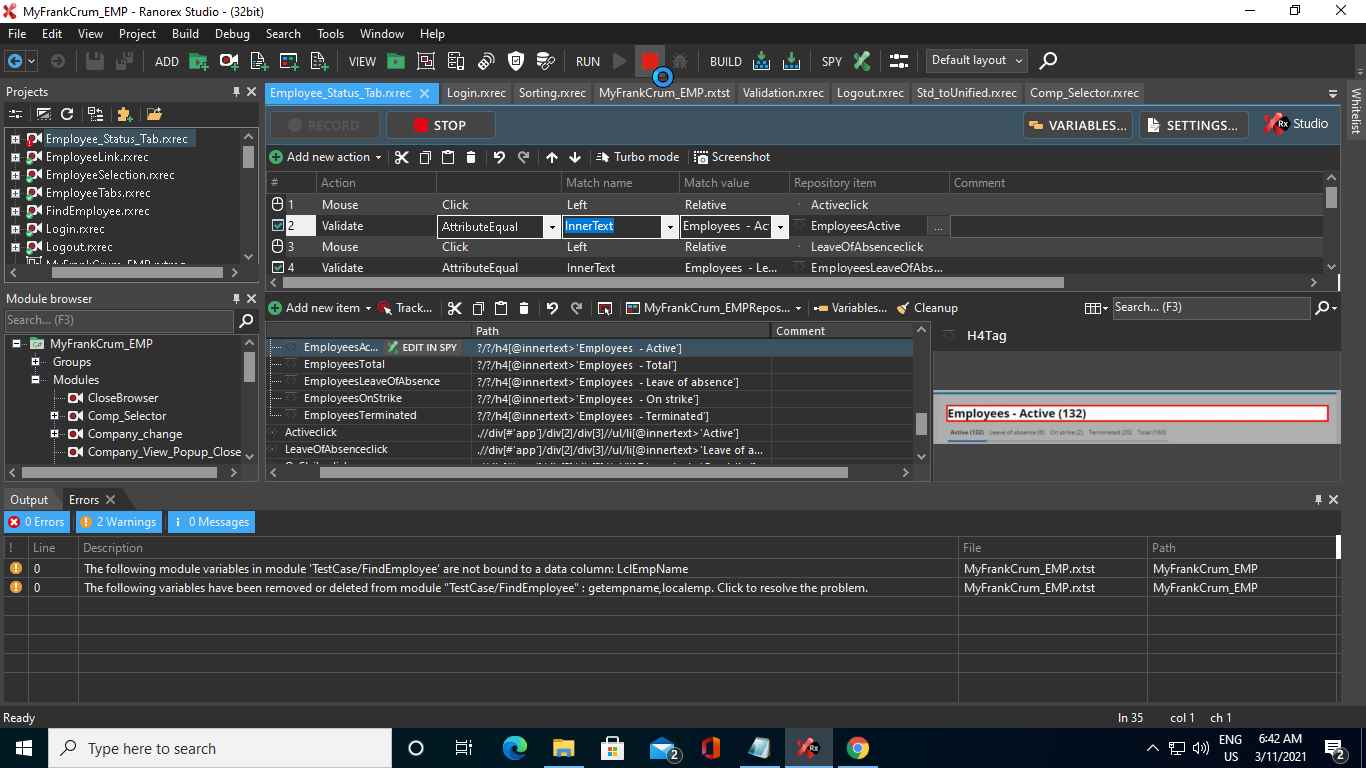 MyFrankCrum_EMP - Ranorex Studio - (32bit)
File Edit View Project Build Debug Search Tools Window Help
ADD VIEW RUN BUILD SPY Default layout
Projects
Employee_Status_Tab.rxrec Login.rxrec Sorting.rxrec MyFrankCrum_EMP.rxtst Validation.rxrec Logout.rxrec Std_toUnified.rxrec Comp_Selector.rxrec
Whitelist
RECORD STOP VARIABLES... SETTINGS... Rx Studio
Employee_Status_Tab.rxrec
EmployeeLink.rxrec
EmployeeSelection.rxrec
EmployeeTabs.rxrec
FindEmployee.rxrec
Login.rxrec
Logout.rxrec
MyFrankCrum_EMP.rxtmg
Add new action Turbo mode Screenshot
# Action Match name Match value Repository item Comment
1 Mouse Click Left Relative Activeclick
2 Validate AttributeEqual InnerText Employees - Ac EmployeesActive ...
3 Mouse Click Left Relative LeaveOfAbsenceclick
4 Validate AttributeEqual InnerText Employees - Le... EmployeesLeaveOfAbs...
Module browser
Search... (F3)
MyFrankCrum_EMP
Groups
Modules
CloseBrowser
Comp_Selector
Company_change
Company_View_Popup_Close
Add new item Track... MyFrankCrum_EMPRepos... Variables... Cleanup Search... (F3)
Path Comment
EmployeesAc... EDIT IN SPY ?/?/h4[@innertext>'Employees  - Active']
EmployeesTotal ?/?/h4[@innertext>'Employees  - Total']
EmployeesLeaveOfAbsence ?/?/h4[@innertext>'Employees  - Leave of absence']
EmployeesOnStrike ?/?/h4[@innertext>'Employees  - On strike']
EmployeesTerminated ?/?/h4[@innertext>'Employees  - Terminated']
Activeclick .//div[#'app']/div[2]/div[3]//ul/li[@innertext>'Active']
LeaveOfAbsenceclick .//div[#'app']/div[2]/div[3]//ul/li[@innertext>'Leave of a...
H4Tag
Employees - Active (132)
Output Errors
0 Errors 2 Warnings 0 Messages
! Line Description File Path
0 The following module variables in module 'TestCase/FindEmployee' are not bound to a data column: LclEmpName MyFrankCrum_EMP.rxtst MyFrankCrum_EMP
0 The following variables have been removed or deleted from module "TestCase/FindEmployee" : getempname,localemp. Click to resolve the problem. MyFrankCrum_EMP.rxtst MyFrankCrum_EMP
Ready ln 35 col 1 ch 1
Type here to search 2 Rx ENG US 6:42 AM 3/11/2021 2